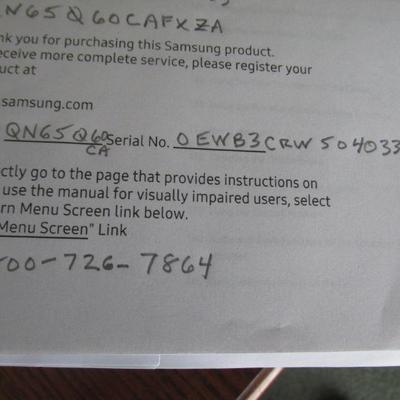 QN65Q60CAFXZA
nk you for purchasing this Samsung product.
eceive more complete service, please register your
uct at
.samsung.com
QN65Q60 Serial No. 0EWB3CRW504033
CA
ctly go to the page that provides instructions on
use the manual for visually impaired users, select
rn Menu Screen link below.
Menu Screen" Link
00-726-7864